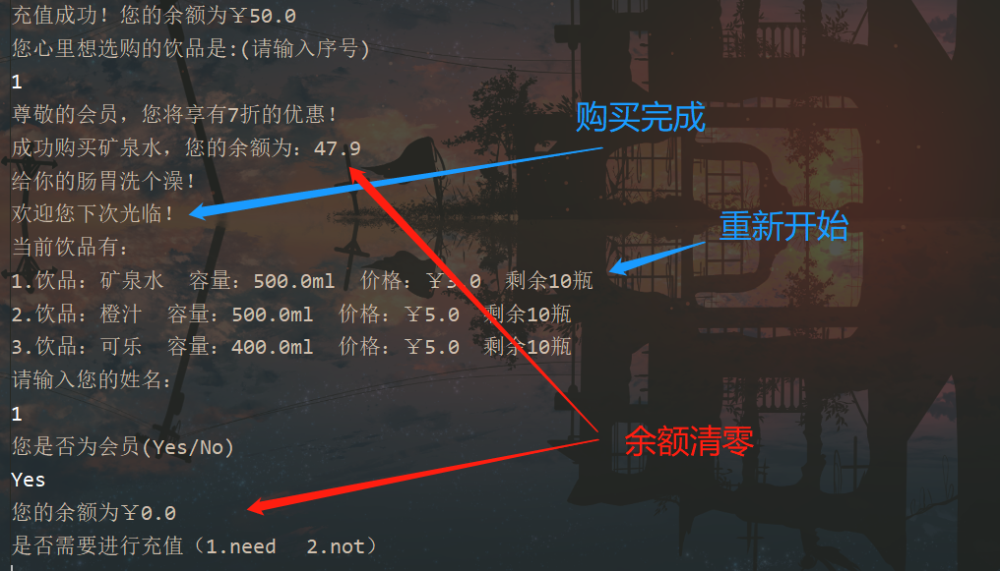 充值成功！您的余额为￥50.0
您心里想选购的饮品是:(请输入序号)
1
尊敬的会员，您将享有7折的优惠！
购买完成
成功购买矿泉水，您的余额为：47.9
给你的肠胃洗个澡！
欢迎您下次光临！
重新开始
当前饮品有：
1.饮品：矿泉水  容量：500.0ml  价格：￥3.0  剩余10瓶
2.饮品：橙汁  容量：500.0ml  价格：￥5.0  剩余10瓶
3.饮品：可乐  容量：400.0ml  价格：￥5.0  剩余10瓶
请输入您的姓名：
1
余额清零
您是否为会员(Yes/No)
Yes
您的余额为￥0.0
是否需要进行充值（1.need  2.not）